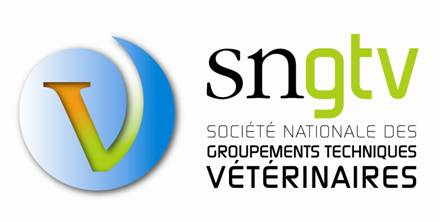 V
sngtv
SOCIÉTÉ NATIONALE DES
GROUPEMENTS TECHNIQUES
VÉTÉRINAIRES